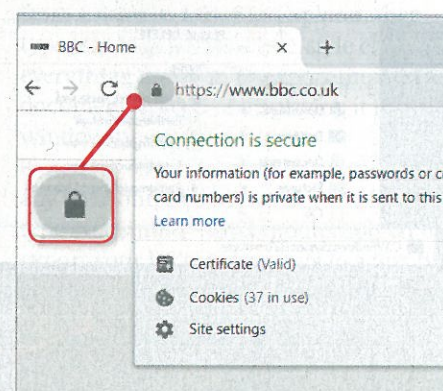 BBC - Home
https://www.bbc.co.uk
Connection is secure
Your information (for example, passwords or
card numbers) is private when it is sent to this
Learn more
Certificate (Valid)
Cookies (37 in use)
Site settings